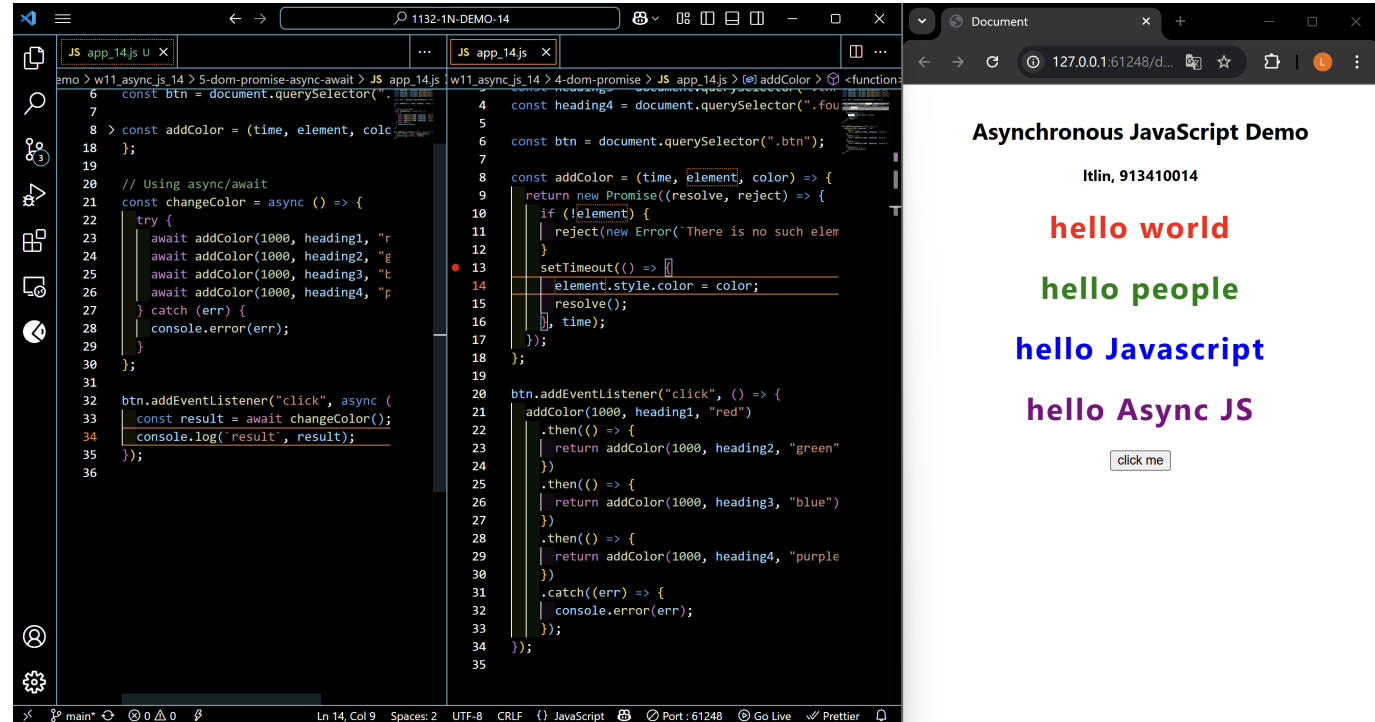 1132-1N-DEMO-14
JS app_14.js U
emo > w11_async_js_14 > 5-dom-promise-async-await > JS app_14.js
6 const btn = document.querySelector(".
7
8 const addColor = (time, element, colo
18 };
19
20 // Using async/await
21 const changeColor = async () => {
22 try {
23 await addColor(1000, heading1, "r
24 await addColor(1000, heading2, "g
25 await addColor(1000, heading3, "b
26 await addColor(1000, heading4, "p
27 } catch (err) {
28 console.error(err);
29 }
30 };
31
32 btn.addEventListener("click", async (
33 const result = await changeColor();
34 console.log(`result`, result);
35 });
36
JS app_14.js
w11_async_js_14 > 4-dom-promise > JS app_14.js > addColor > <function>
4 const heading4 = document.querySelector(".fou
5
6 const btn = document.querySelector(".btn");
7
8 const addColor = (time, element, color) => {
9 return new Promise((resolve, reject) => {
10 if (!element) {
11 reject(new Error(`There is no such elem
12 }
13 setTimeout(() => {
14 element.style.color = color;
15 resolve();
16 }, time);
17 });
18 };
19
20 btn.addEventListener("click", () => {
21 addColor(1000, heading1, "red")
22 .then(() => {
23 return addColor(1000, heading2, "green"
24 })
25 .then(() => {
26 return addColor(1000, heading3, "blue")
27 })
28 .then(() => {
29 return addColor(1000, heading4, "purple
30 })
31 .catch((err) => {
32 console.error(err);
33 });
34 });
35
3
main* 0 0 Ln 14, Col 9 Spaces: 2 UTF-8 CRLF {} JavaScript Port : 61248 Go Live Prettier
Document
127.0.0.1:61248/d...
L
Asynchronous JavaScript Demo
ltlin, 913410014
hello world
hello people
hello Javascript
hello Async JS
click me